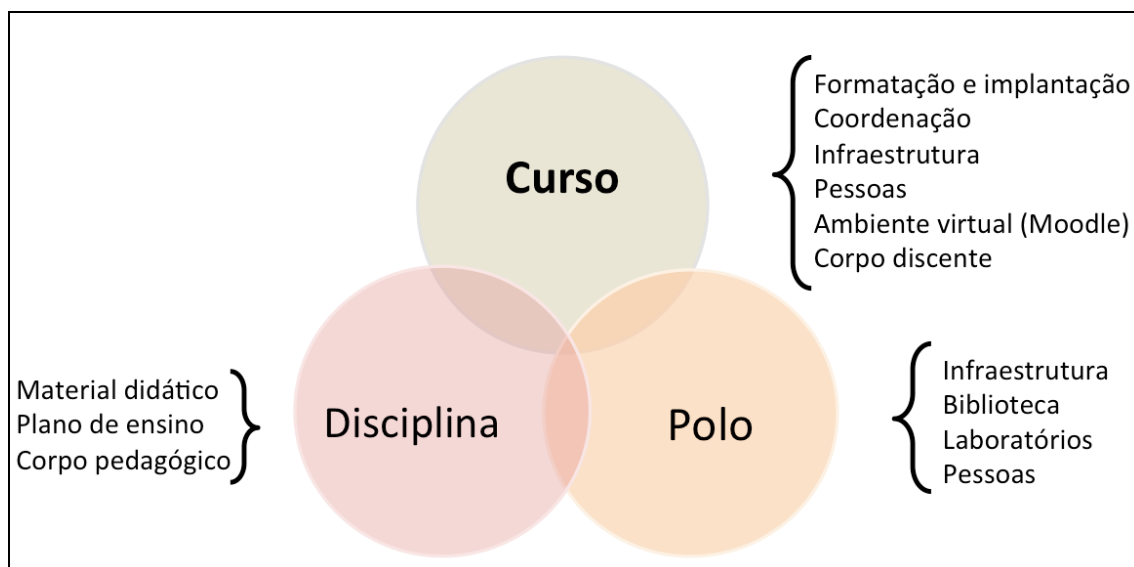 Curso
Formatação e implantação
Coordenação
Infraestrutura
Pessoas
Ambiente virtual (Moodle)
Corpo discente
Material didático
Plano de ensino
Corpo pedagógico
Disciplina
Polo
Infraestrutura
Biblioteca
Laboratórios
Pessoas